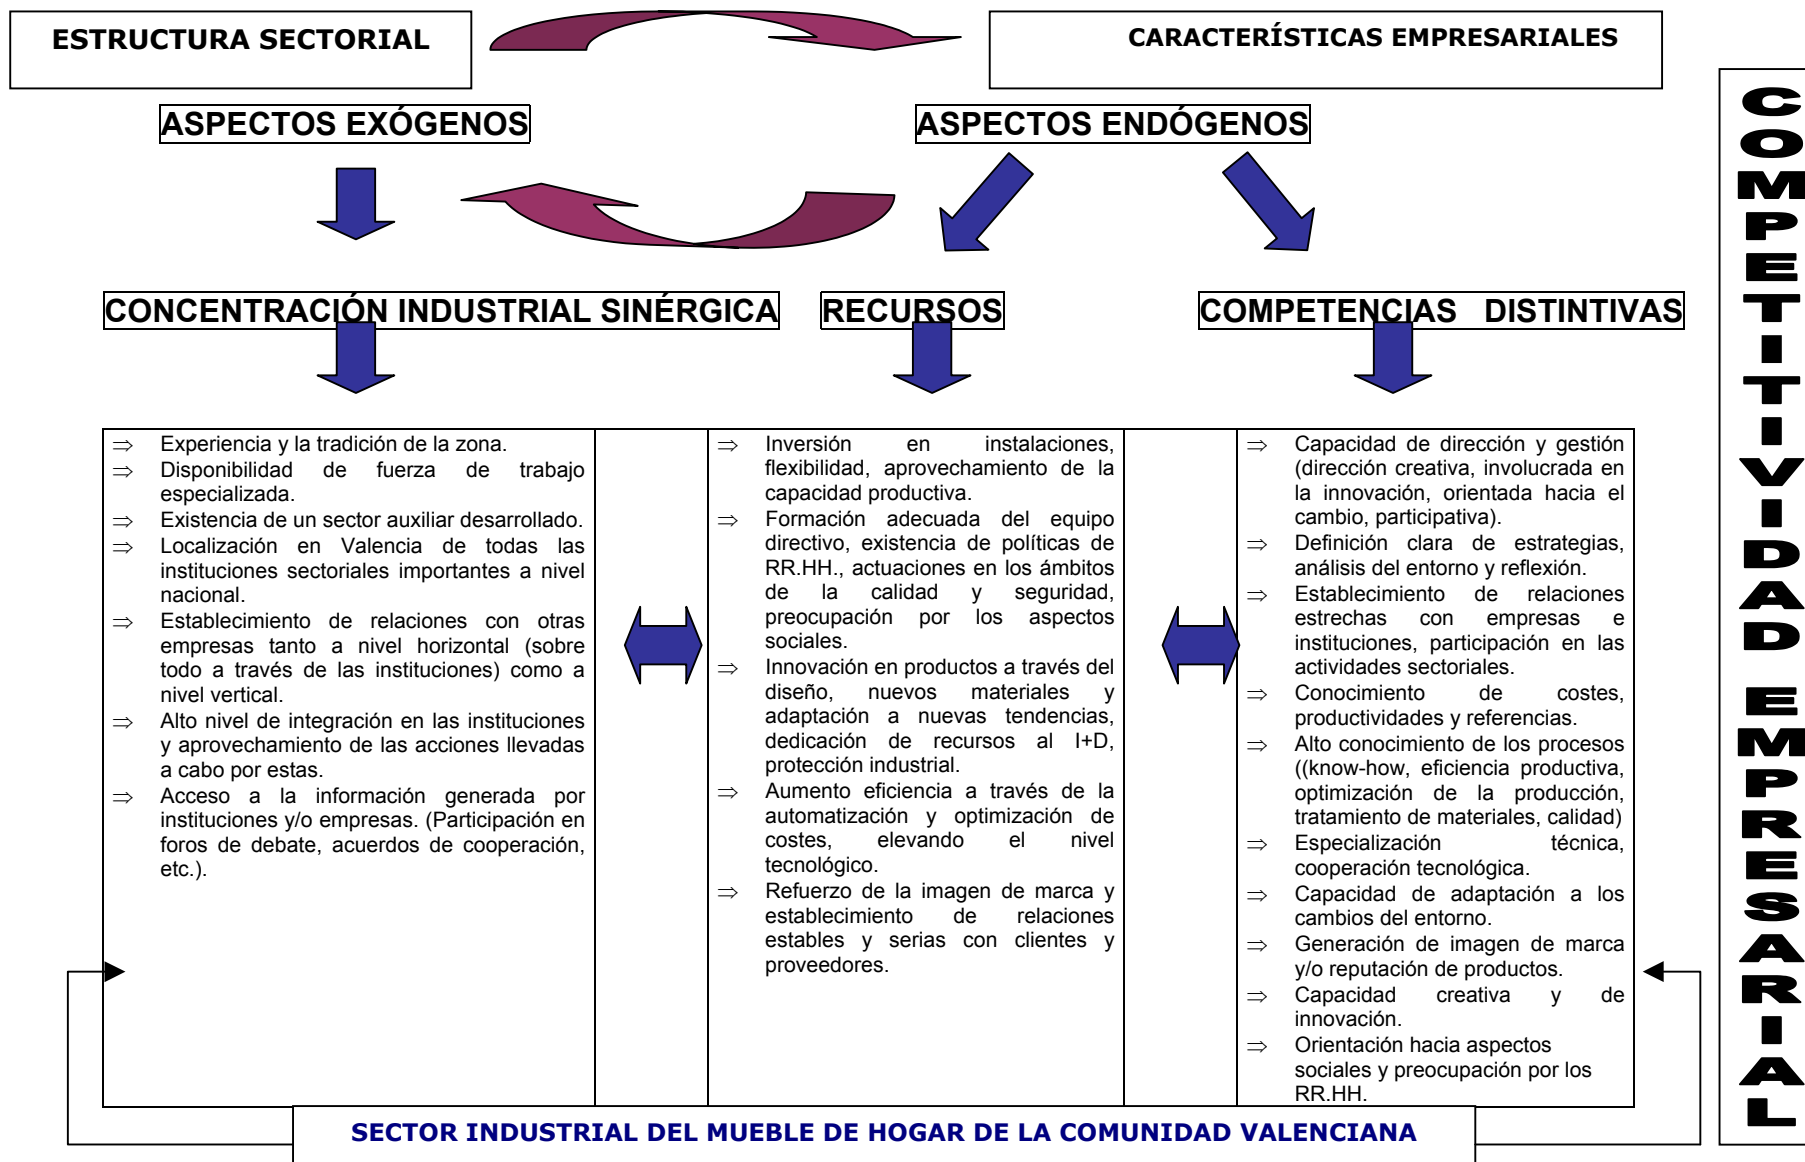 ESTRUCTURA SECTORIAL
CARACTERÍSTICAS EMPRESARIALES
ASPECTOS EXÓGENOS
ASPECTOS ENDÓGENOS
CONCENTRACIÓN INDUSTRIAL SINÉRGICA
RECURSOS
COMPETENCIAS DISTINTIVAS
⇒ Experiencia y la tradición de la zona.
⇒ Disponibilidad de fuerza de trabajo
especializada.
⇒ Existencia de un sector auxiliar desarrollado.
⇒ Localización en Valencia de todas las
instituciones sectoriales importantes a nivel
nacional.
⇒ Establecimiento de relaciones con otras
empresas tanto a nivel horizontal (sobre
todo a través de las instituciones) como a
nivel vertical.
⇒ Alto nivel de integración en las instituciones
y aprovechamiento de las acciones llevadas
a cabo por estas.
⇒ Acceso a la información generada por
instituciones y/o empresas. (Participación en
foros de debate, acuerdos de cooperación,
etc.).
⇒ Inversión en instalaciones,
flexibilidad, aprovechamiento de la
capacidad productiva.
⇒ Formación adecuada del equipo
directivo, existencia de políticas de
RR.HH., actuaciones en los ámbitos
de la calidad y seguridad,
preocupación por los aspectos
sociales.
⇒ Innovación en productos a través del
diseño, nuevos materiales y
adaptación a nuevas tendencias,
dedicación de recursos al I+D,
protección industrial.
⇒ Aumento eficiencia a través de la
automatización y optimización de
costes, elevando el nivel
tecnológico.
⇒ Refuerzo de la imagen de marca y
establecimiento de relaciones
estables y serias con clientes y
proveedores.
⇒ Capacidad de dirección y gestión
(dirección creativa, involucrada en
la innovación, orientada hacia el
cambio, participativa).
⇒ Definición clara de estrategias,
análisis del entorno y reflexión.
⇒ Establecimiento de relaciones
estrechas con empresas e
instituciones, participación en las
actividades sectoriales.
⇒ Conocimiento de costes,
productividades y referencias.
⇒ Alto conocimiento de los procesos
((know-how, eficiencia productiva,
optimización de la producción,
tratamiento de materiales, calidad)
⇒ Especialización técnica,
cooperación tecnológica.
⇒ Capacidad de adaptación a los
cambios del entorno.
⇒ Generación de imagen de marca
y/o reputación de productos.
⇒ Capacidad creativa y de
innovación.
⇒ Orientación hacia aspectos
sociales y preocupación por los
RR.HH.
SECTOR INDUSTRIAL DEL MUEBLE DE HOGAR DE LA COMUNIDAD VALENCIANA
COMPETITIVIDAD EMPRESARIAL